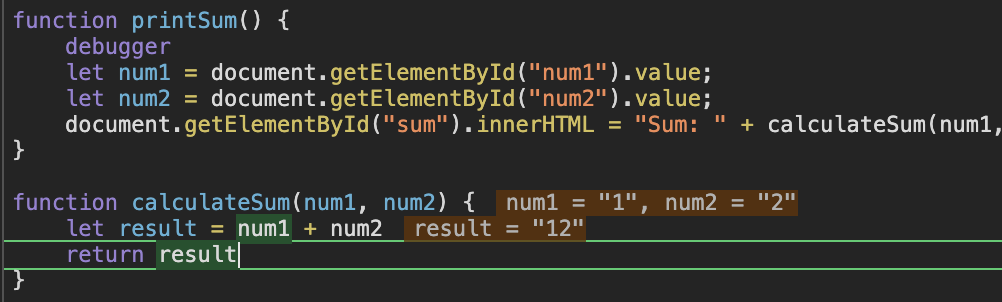 function printSum() {
debugger
let num1 = document.getElementById("num1").value;
let num2 = document.getElementById("num2").value;
document.getElementById("sum").innerHTML = "Sum: " + calculateSum(num1,
}
function calculateSum(num1, num2) { num1 = "1", num2 = "2"
let result = num1 + num2 result = "12"
return result
}